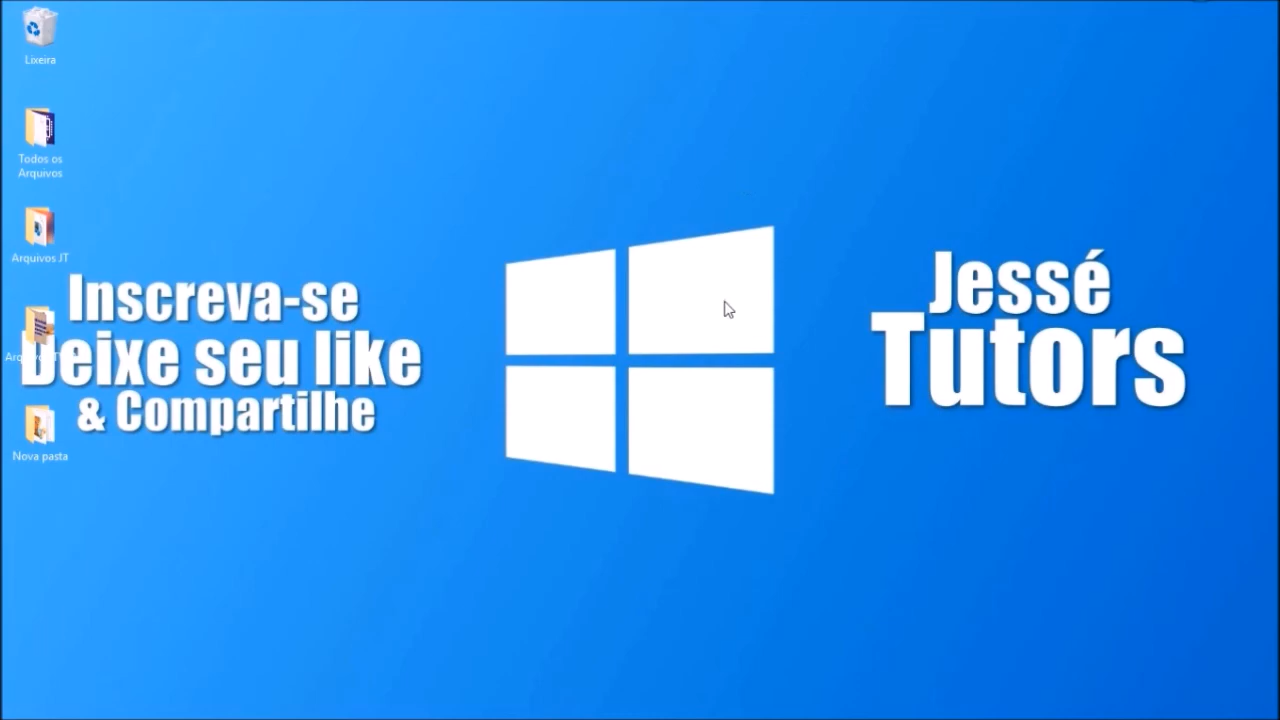 Lixeira
Todos os
Arquivos
Arquivos JT
Nova pasta
Inscreva-se
Deixe seu like
& Compartilhe
Jessé
Tutors